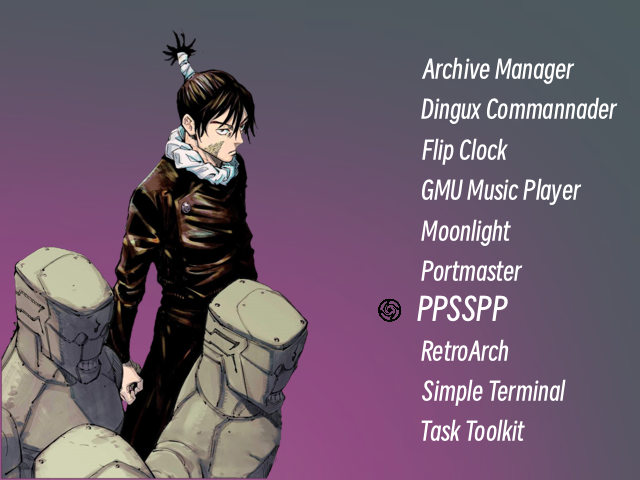 Archive Manager
Dingux Commannader
Flip Clock
GMU Music Player
Moonlight
Portmaster
PPSSPP
RetroArch
Simple Terminal
Task Toolkit